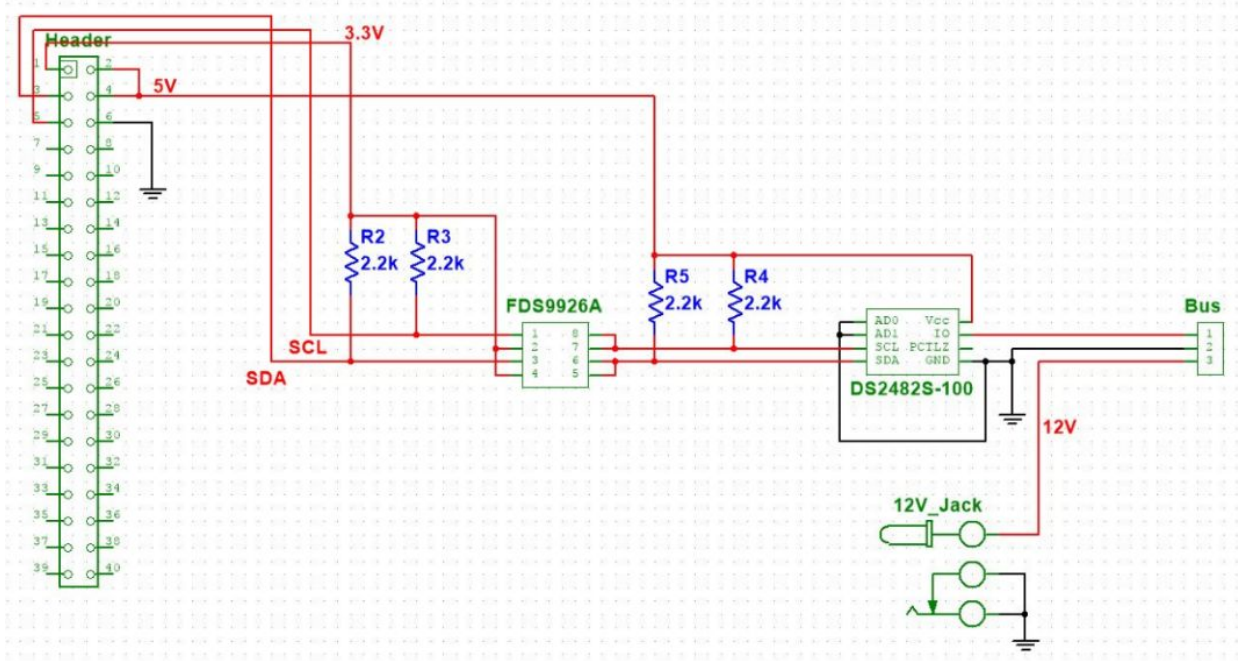 3.3V
Header
1 2
5V
3 4
5 6
7 8
9 10
11 12
13 14
15 16
17 18
19 20
21 22
23 24
25 26
27 28
29 30
31 32
33 34
35 36
37 38
39 40
R2
2.2k
R3
2.2k
R5
2.2k
R4
2.2k
FDS9926A
1 8
2 7
3 6
4 5
SCL
SDA
AD0 Vcc
AD1 IO
SCL PCTLZ
SDA GND
DS2482S-100
Bus
1
2
3
12V
12V_Jack